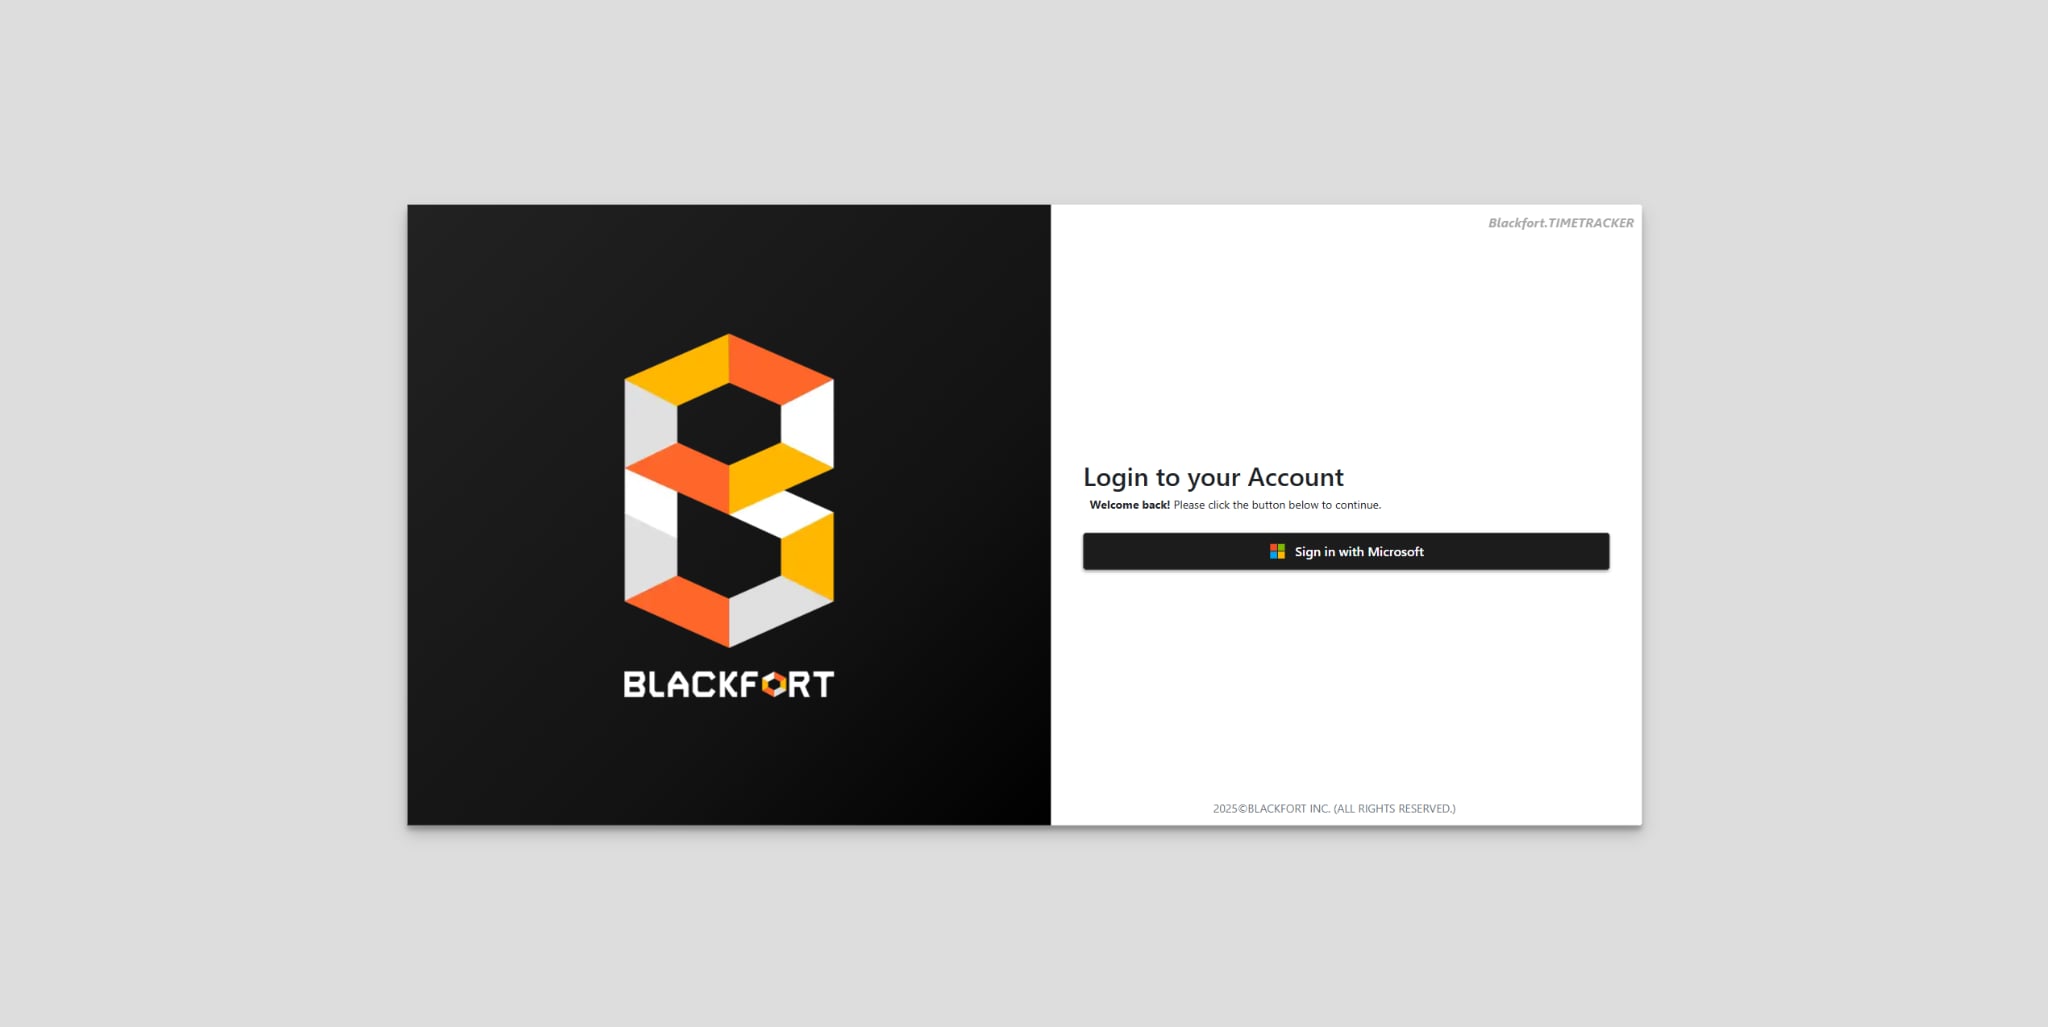 Blackfort.TIMETRACKER
BLACKFORT
Login to your Account
Welcome back! Please click the button below to continue.
Sign in with Microsoft
2025©BLACKFORT INC. (ALL RIGHTS RESERVED.)